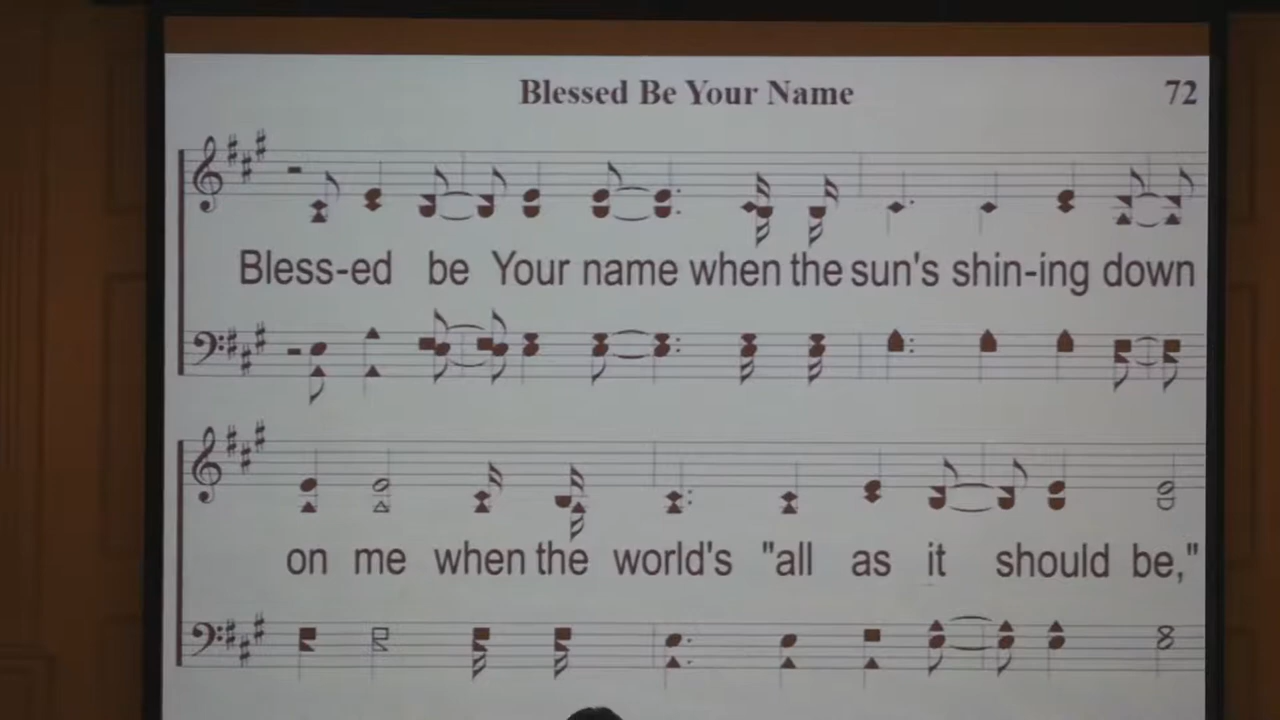 Blessed Be Your Name 72
Bless-ed be Your name when the sun's shin-ing down
on me when the world's "all as it should be,"